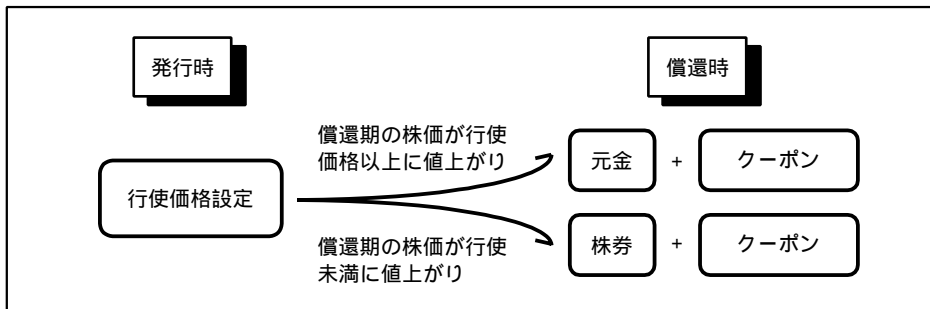 発行時
償還時
償還期の株価が行使
価格以上に値上がり
元金 + クーポン
行使価格設定
株券 + クーポン
償還期の株価が行使
未満に値上がり